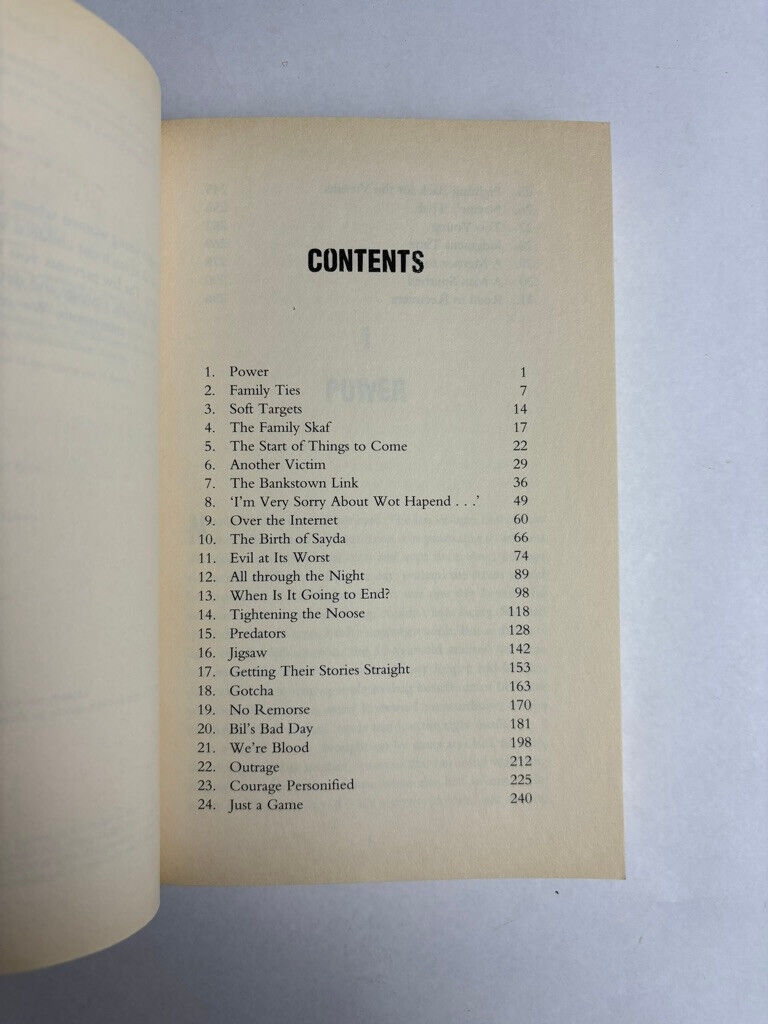 CONTENTS
1. Power 1
2. Family Ties 7
3. Soft Targets 14
4. The Family Skaf 17
5. The Start of Things to Come 22
6. Another Victim 29
7. The Bankstown Link 36
8. ‘I'm Very Sorry About Wot Hapend . . .’ 49
9. Over the Internet 60
10. The Birth of Sayda 66
11. Evil at Its Worst 74
12. All through the Night 89
13. When Is It Going to End? 98
14. Tightening the Noose 118
15. Predators 128
16. Jigsaw 142
17. Getting Their Stories Straight 153
18. Gotcha 163
19. No Remorse 170
20. Bil's Bad Day 181
21. We're Blood 198
22. Outrage 212
23. Courage Personified 225
24. Just a Game 240